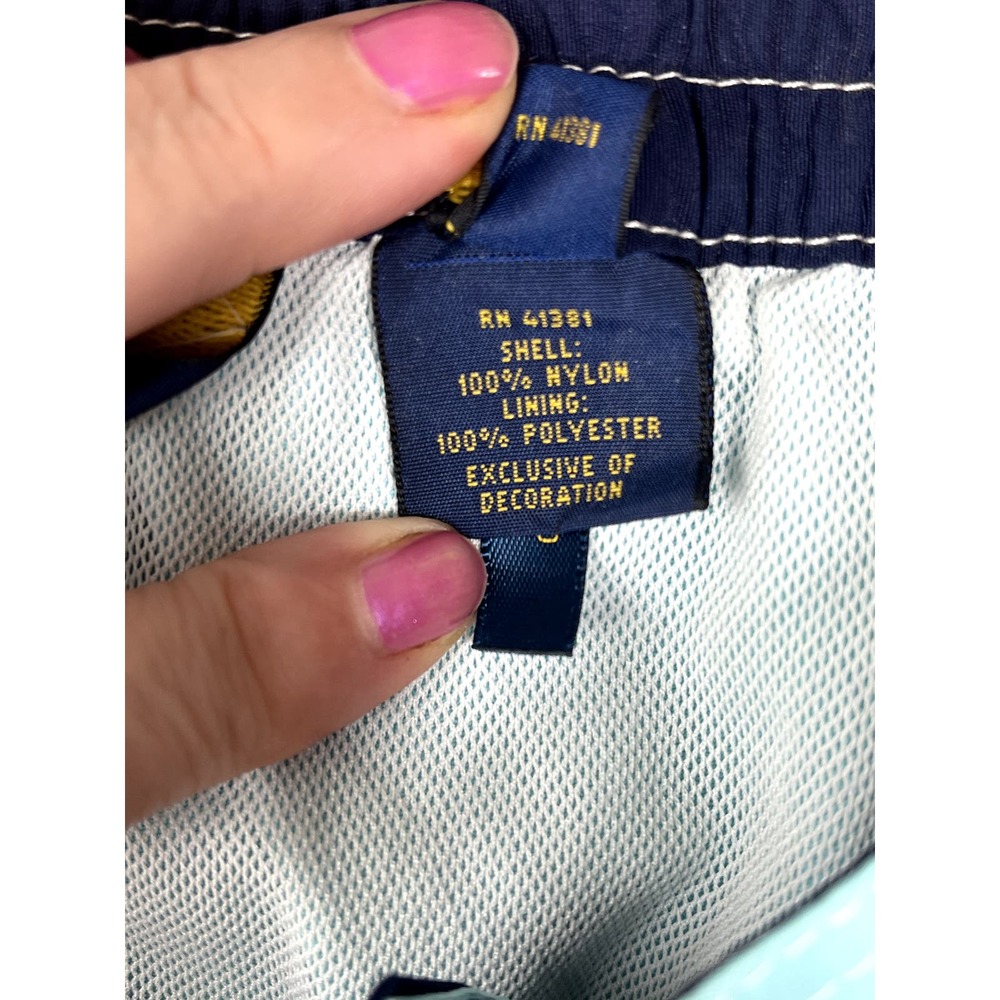 RN 41381
RN 41381
SHELL:
100% NYLON
LINING:
100% POLYESTER
EXCLUSIVE OF
DECORATION